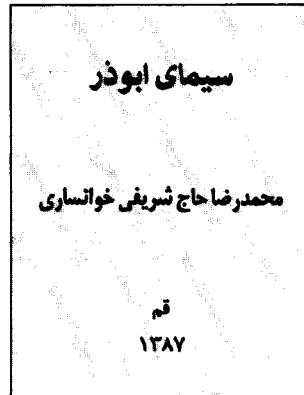 سیمای ابوذر
محمدرضا حاج شریفی خوانساری
قم
۱۳۸۷